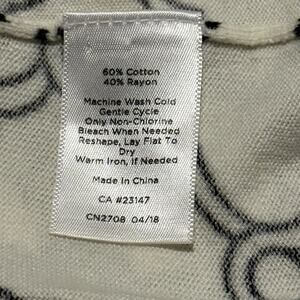 60% Cotton
40% Rayon
Machine Wash Cold
Gentle Cycle
Only Non-Chlorine
Bleach When Needed
Reshape, Lay Flat To
Dry
Warm Iron, If Needed
Made In China
CA #23147
CN2708 04/18